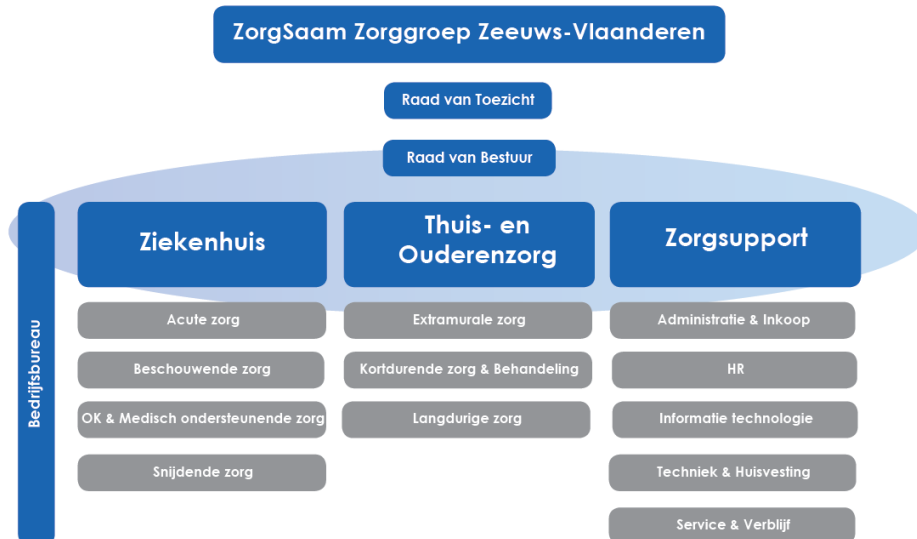 ZorgSaam Zorggroep Zeeuws-Vlaanderen
Raad van Toezicht
Raad van Bestuur
Bedrijfsbureau
Ziekenhuis
Acute zorg
Beschouwende zorg
OK & Medisch ondersteunende zorg
Snijdende zorg
Thuis- en
Ouderenzorg
Extramurale zorg
Kortdurende zorg & Behandeling
Langdurige zorg
Zorgsupport
Administratie & Inkoop
HR
Informatie technologie
Techniek & Huisvesting
Service & Verblijf